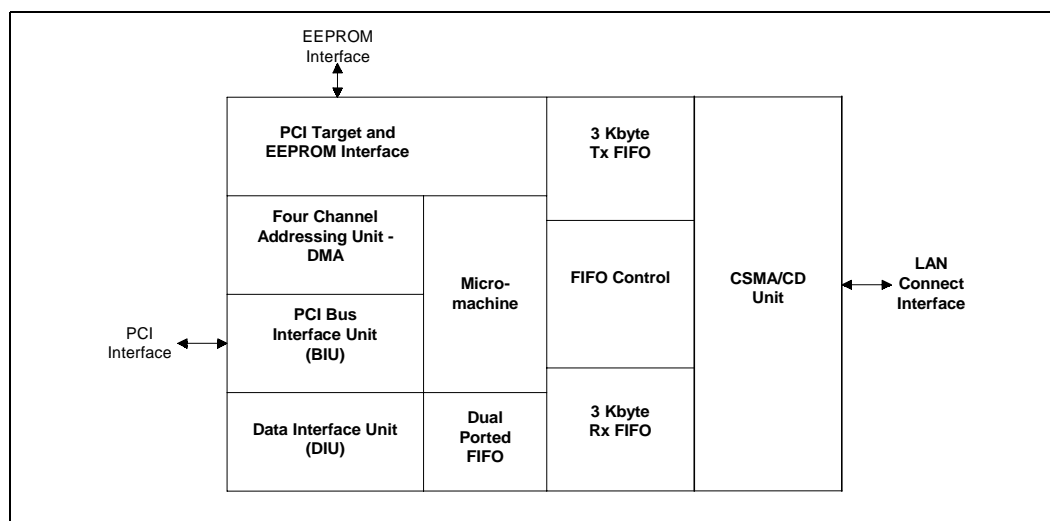 EEPROM
Interface
PCI Target and
EEPROM Interface
3 Kbyte
Tx FIFO
Four Channel
Addressing Unit -
DMA
Micro-
machine
FIFO Control
CSMA/CD
Unit
LAN
Connect
Interface
PCI
Interface
PCI Bus
Interface Unit
(BIU)
Data Interface Unit
(DIU)
Dual
Ported
FIFO
3 Kbyte
Rx FIFO